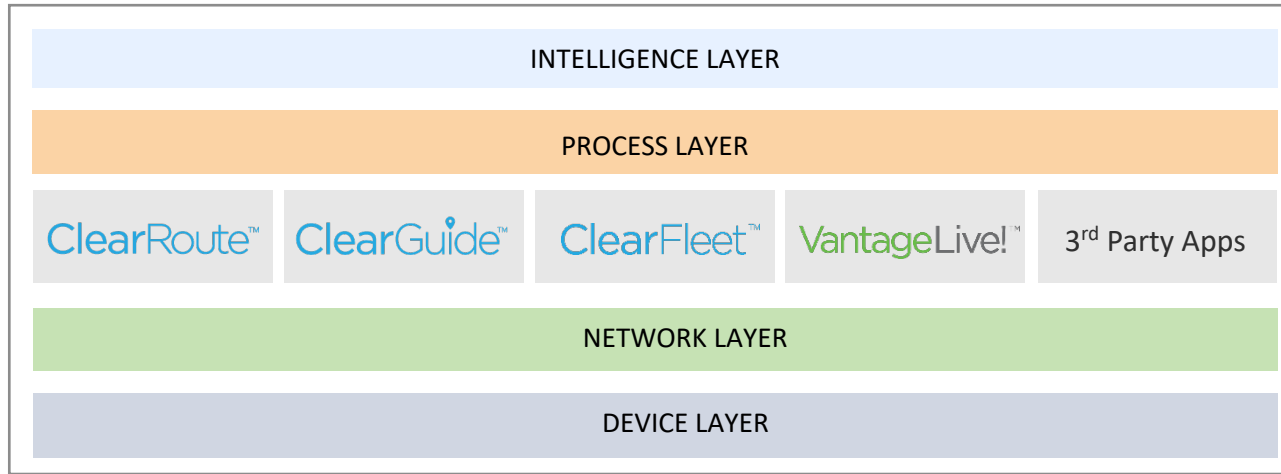 INTELLIGENCE LAYER
PROCESS LAYER
ClearRoute™ ClearGuide™ ClearFleet™ VantageLive!™ 3rd Party Apps
NETWORK LAYER
DEVICE LAYER